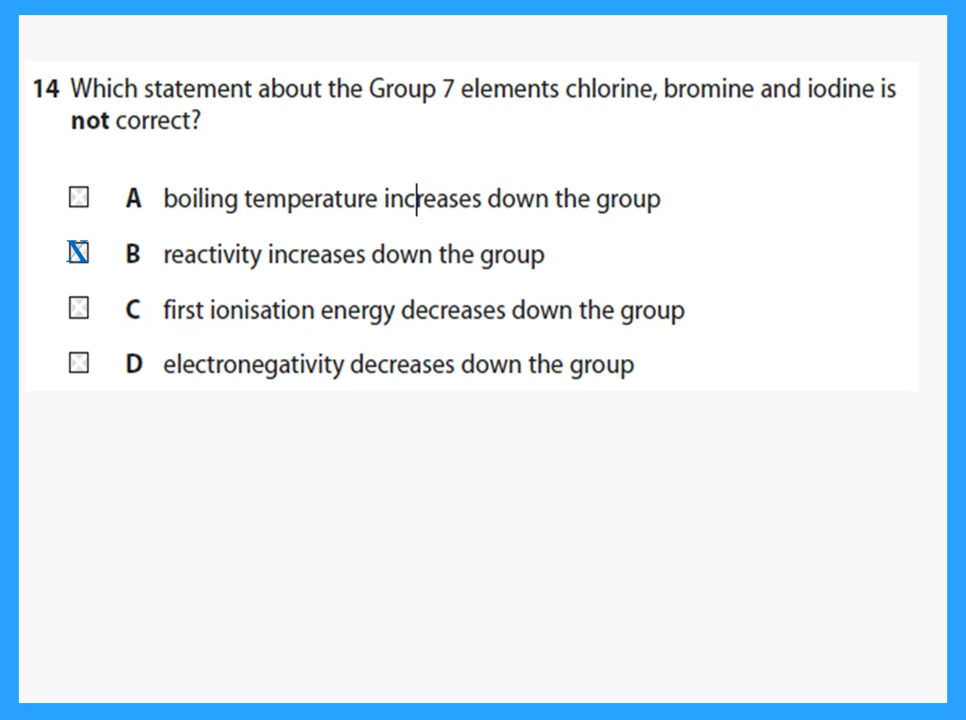 14 Which statement about the Group 7 elements chlorine, bromine and iodine is
not correct?
A boiling temperature increases down the group
X B reactivity increases down the group
C first ionisation energy decreases down the group
D electronegativity decreases down the group